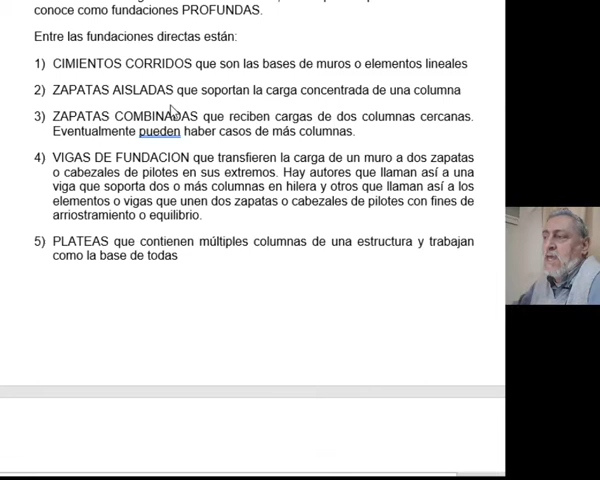 conoce como fundaciones PROFUNDAS.
Entre las fundaciones directas están:
1) CIMIENTOS CORRIDOS que son las bases de muros o elementos lineales
2) ZAPATAS AISLADAS que soportan la carga concentrada de una columna
3) ZAPATAS COMBINADAS que reciben cargas de dos columnas cercanas.
Eventualmente pueden haber casos de más columnas.
4) VIGAS DE FUNDACION que transfieren la carga de un muro a dos zapatas
o cabezales de pilotes en sus extremos. Hay autores que llaman así a una
viga que soporta dos o más columnas en hilera y otros que llaman así a los
elementos o vigas que unen dos zapatas o cabezales de pilotes con fines de
arriostramiento o equilibrio.
5) PLATEAS que contienen múltiples columnas de una estructura y trabajan
como la base de todas